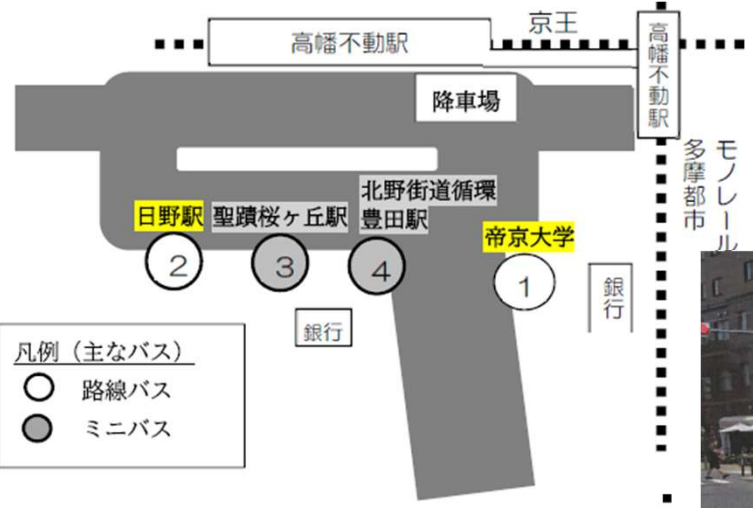 京王
高幡不動駅
高幡不動駅
降車場
モノレール
多摩都市
北野街道循環
豊田駅
日野駅
聖蹟桜ヶ丘駅
帝京大学
2
3
4
1
銀行
銀行
凡例（主なバス）
路線バス
ミニバス